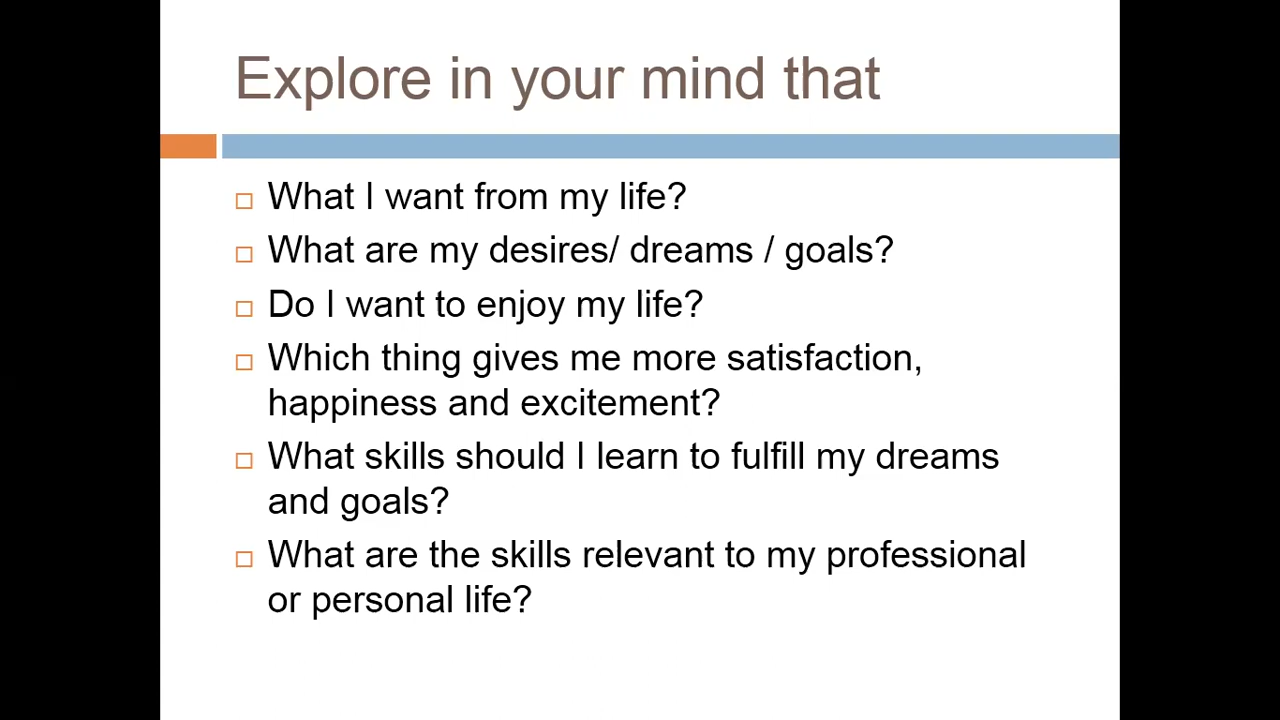 Explore in your mind that
What I want from my life?
What are my desires/ dreams / goals?
Do I want to enjoy my life?
Which thing gives me more satisfaction,
happiness and excitement?
What skills should I learn to fulfill my dreams
and goals?
What are the skills relevant to my professional
or personal life?